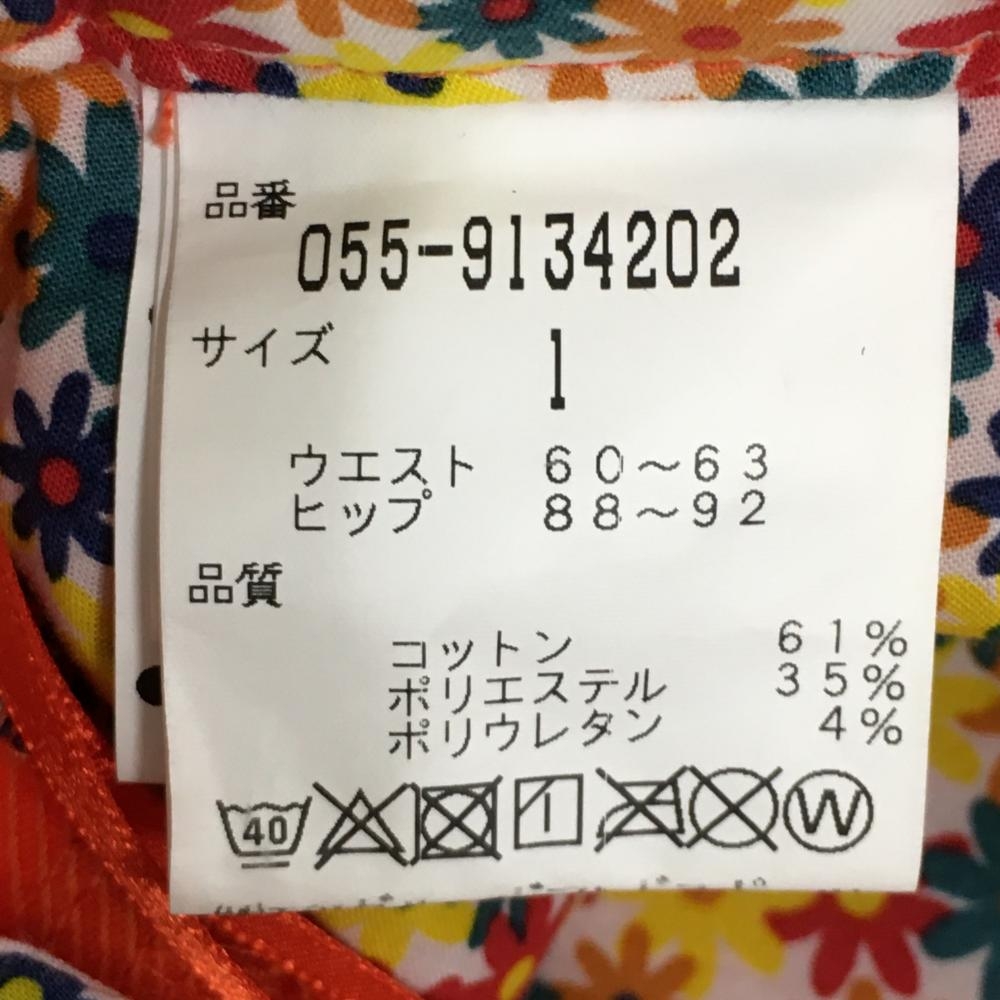 品番
055-9134202
サイズ
1
ウエスト 60～63
ヒップ 88～92
品質
コットン 61%
ポリエステル 35%
ポリウレタン 4%
40 W